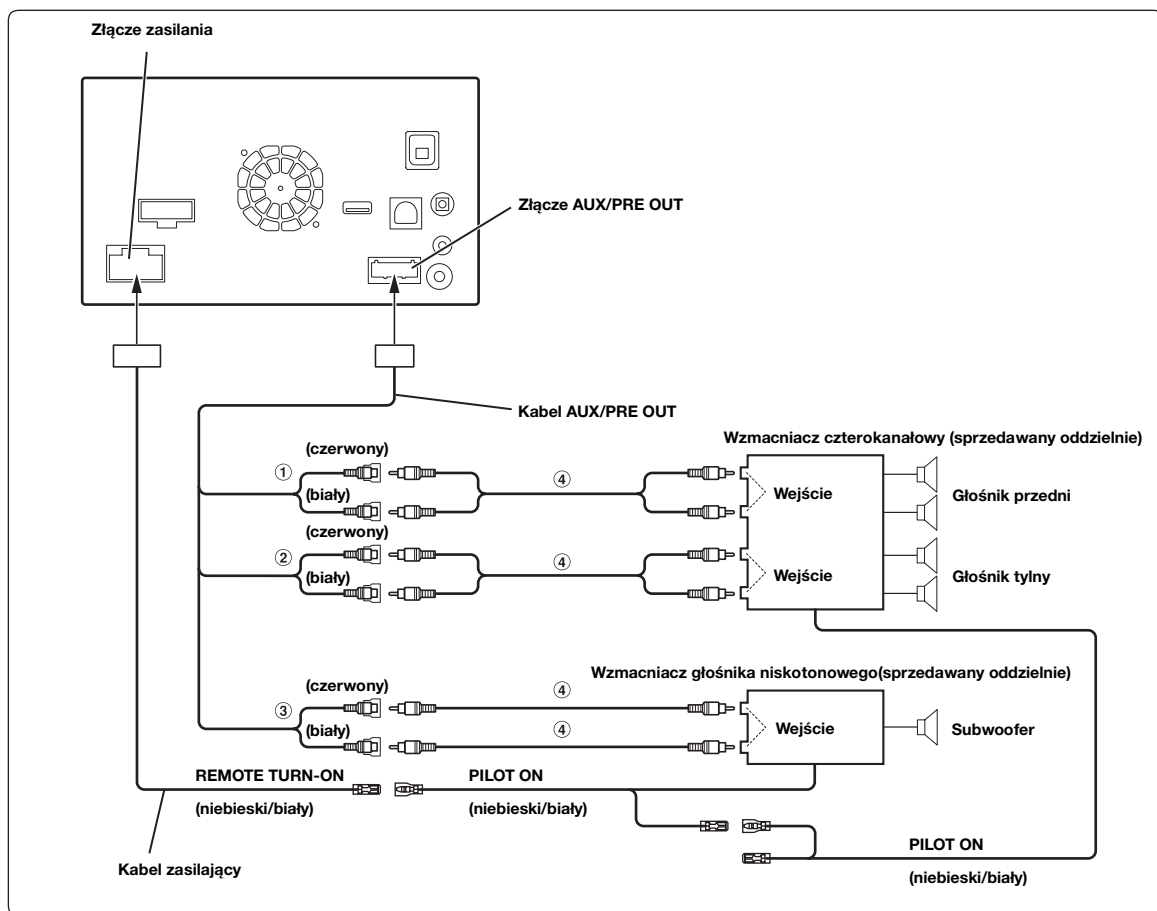 Złącze zasilania
Złącze AUX/PRE OUT
Kabel AUX/PRE OUT
Wzmacniacz czterokanałowy (sprzedawany oddzielnie)
(czerwony)
①
④
(biały)
Wejście
Głośnik przedni
(czerwony)
②
④
(biały)
Wejście
Głośnik tylny
Wzmacniacz głośnika niskotonowego(sprzedawany oddzielnie)
(czerwony)
④
③
(biały)
④
Wejście
Subwoofer
REMOTE TURN-ON
PILOT ON
(niebieski/biały)
(niebieski/biały)
PILOT ON
(niebieski/biały)
Kabel zasilający